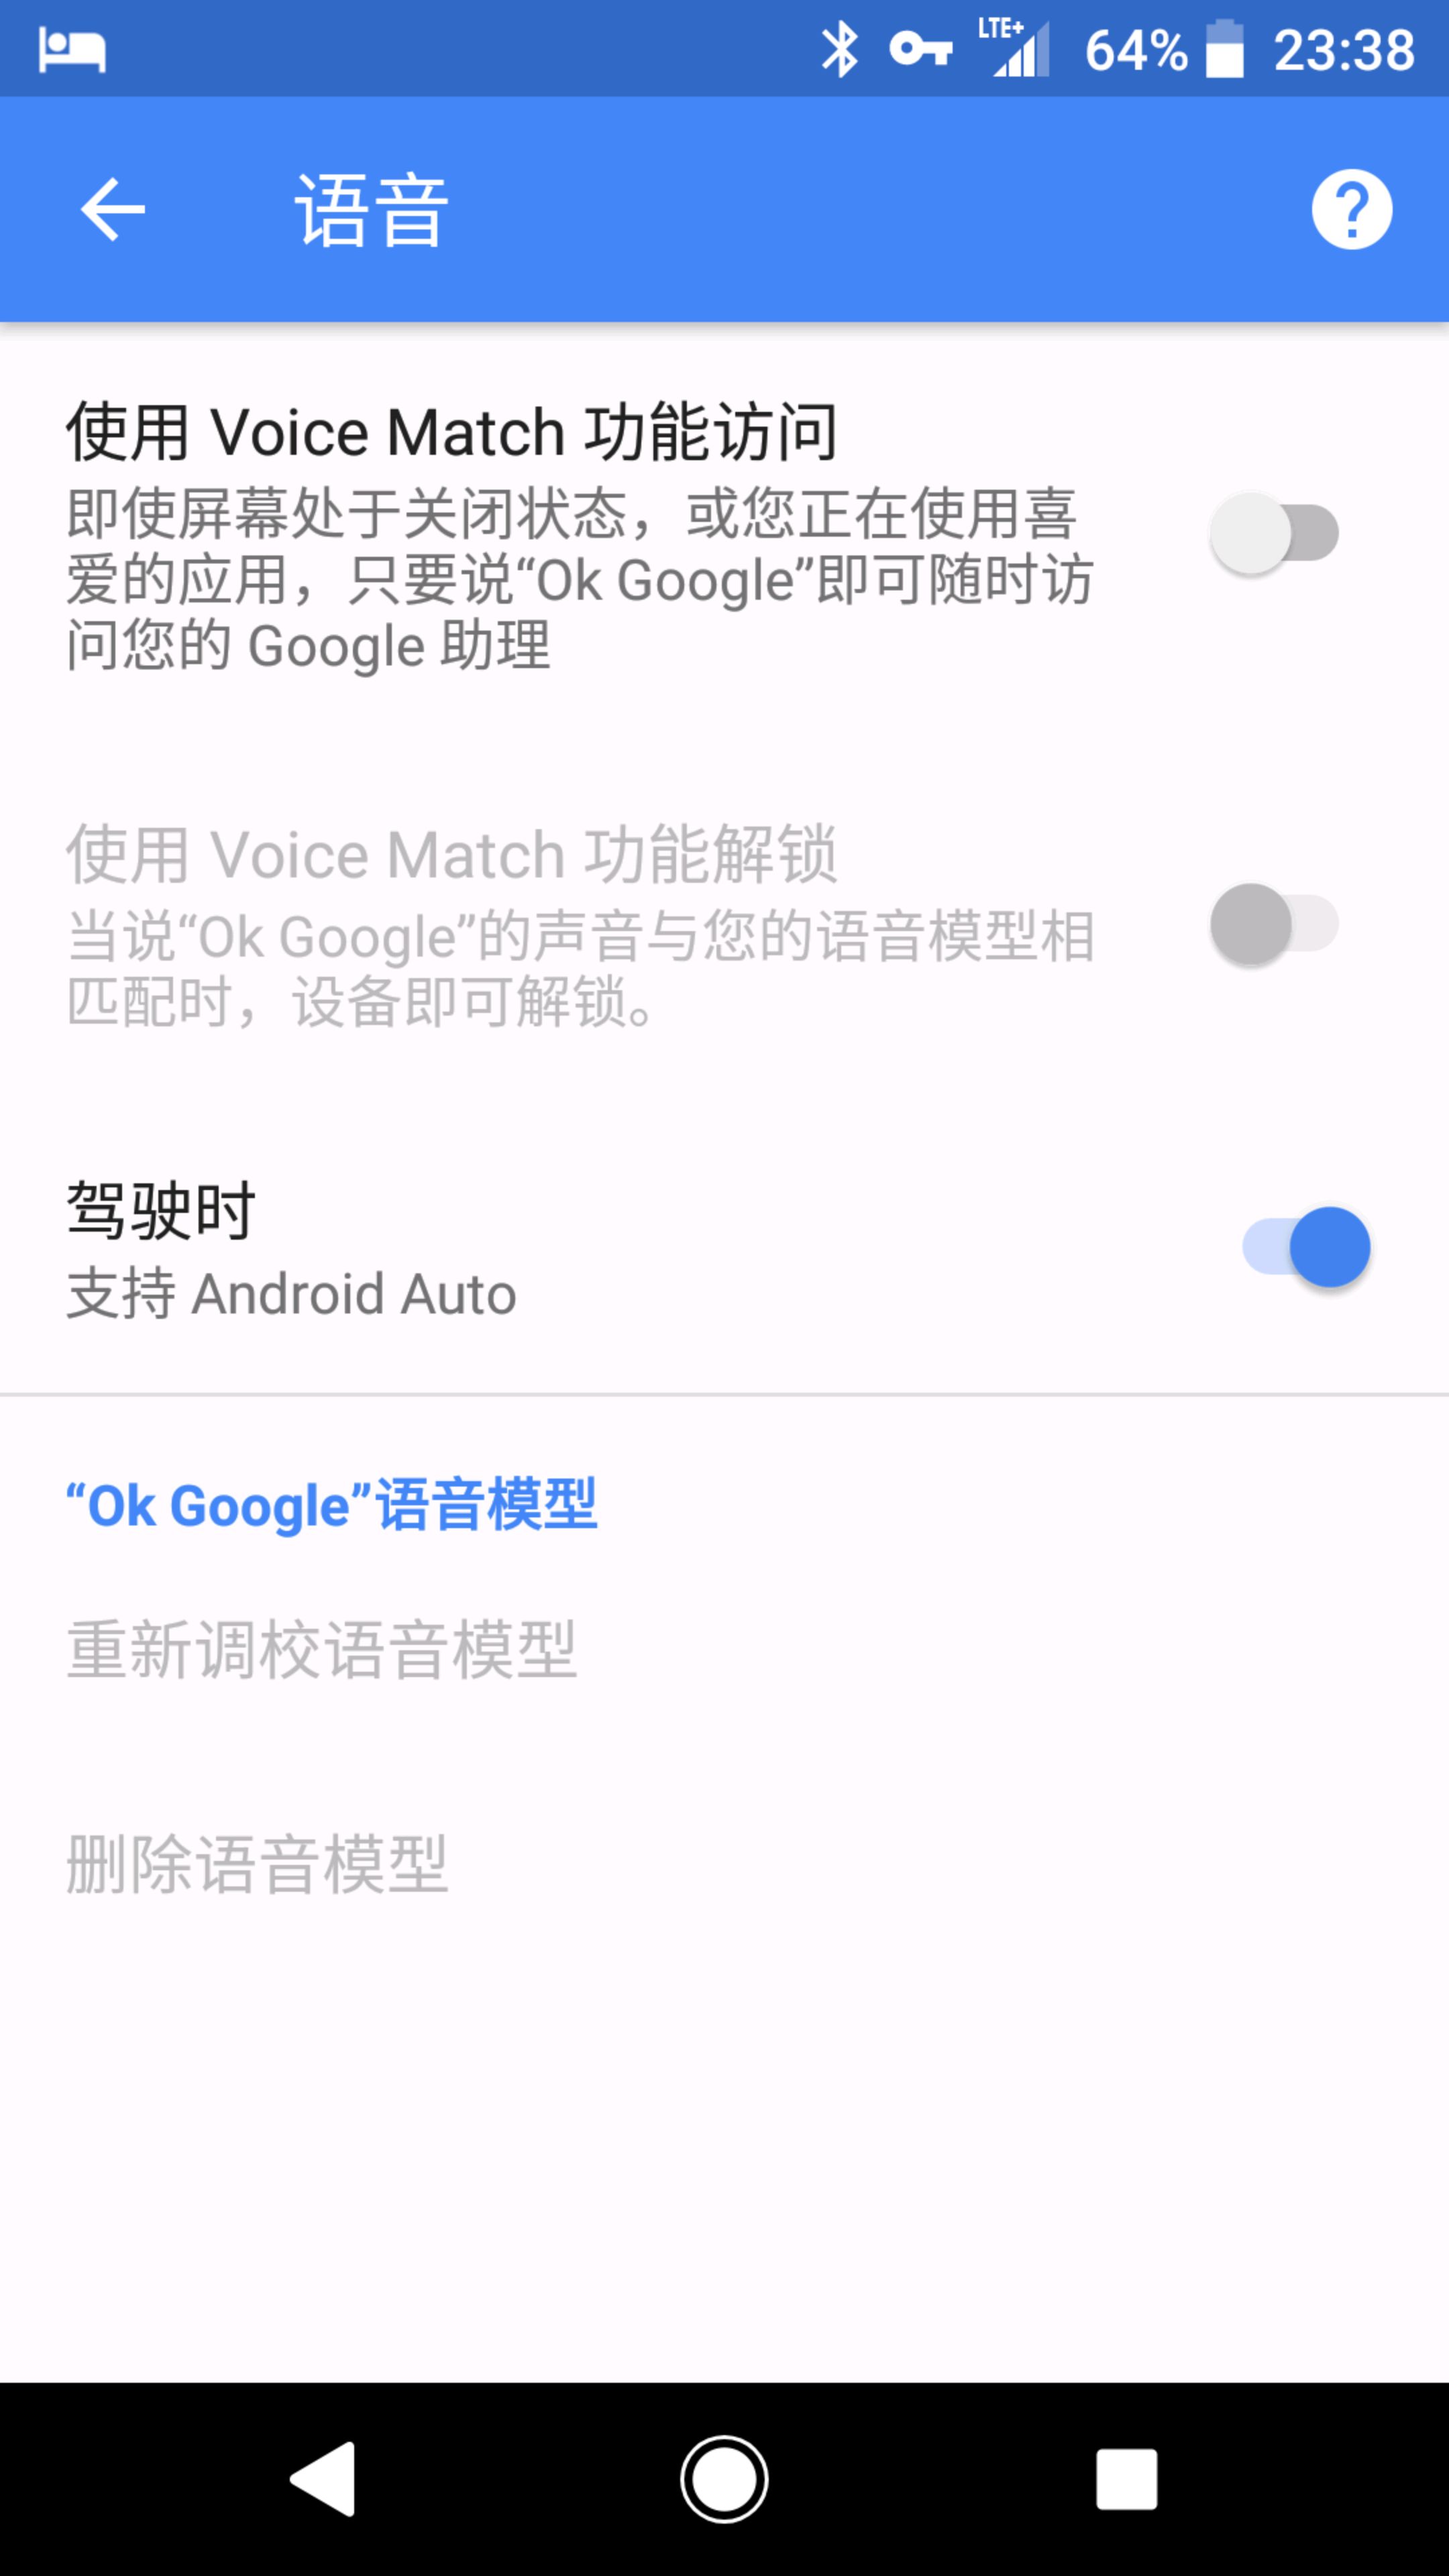 LTE+ 64% 23:38
语音
使用 Voice Match 功能访问
即使屏幕处于关闭状态，或您正在使用喜
爱的应用，只要说“Ok Google”即可随时访
问您的 Google 助理
使用 Voice Match 功能解锁
当说“Ok Google”的声音与您的语音模型相
匹配时，设备即可解锁。
驾驶时
支持 Android Auto
“Ok Google”语音模型
重新调校语音模型
删除语音模型